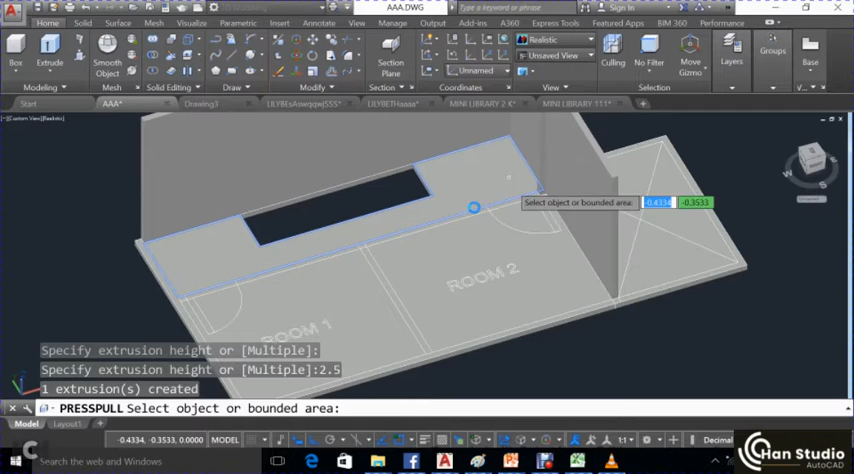 AAA.DWG
Type a keyword or phrase
Sign In
Home Solid Surface Mesh Visualize Parametric Insert Annotate View Manage Output Add-ins A360 Express Tools Featured Apps BIM 360 Performance
Box Extrude Smooth Object Section Plane Realistic Unsaved View Unnamed Culling No Filter Move Gizmo Layers Groups Base
Modeling Mesh Solid Editing Draw Modify Section Coordinates View Selection
Start AAA* Drawing3 LILYBEsAswqqwjSSS* LILYBETHaaaa* MINI LIBRARY 2 K* MINI LIBRARY 111*
[–][Custom View][Realistic]
W S
Unnamed
Select object or bounded area: -0.4334 -0.3533
ROOM 2
ROOM 1
Specify extrusion height or [Multiple]:
Specify extrusion height or [Multiple]:2.5
1 extrusion(s) created
PRESSPULL Select object or bounded area:
Model Layout1 +
-0.4334, -0.3533, 0.0000 MODEL 1:1 Decimal
Search the web and Windows
C
CHan Studio